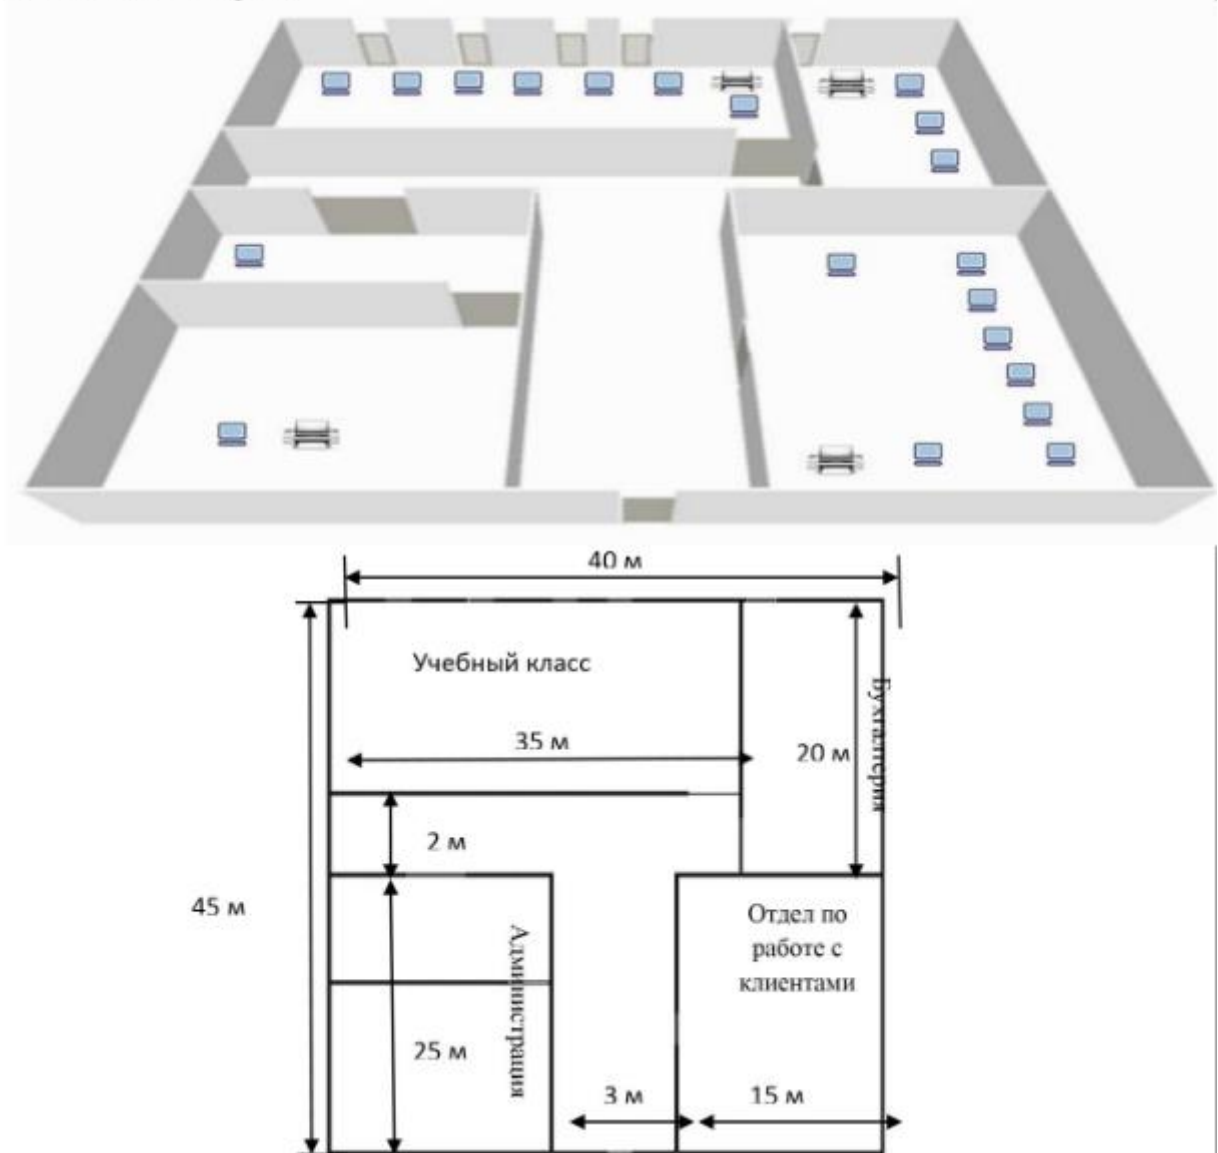 40 м
Учебный класс
35 м
20 м
Бухгалтерия
2 м
45 м
Отдел по
работе с
клиентами
Администрация
25 м
3 м
15 м